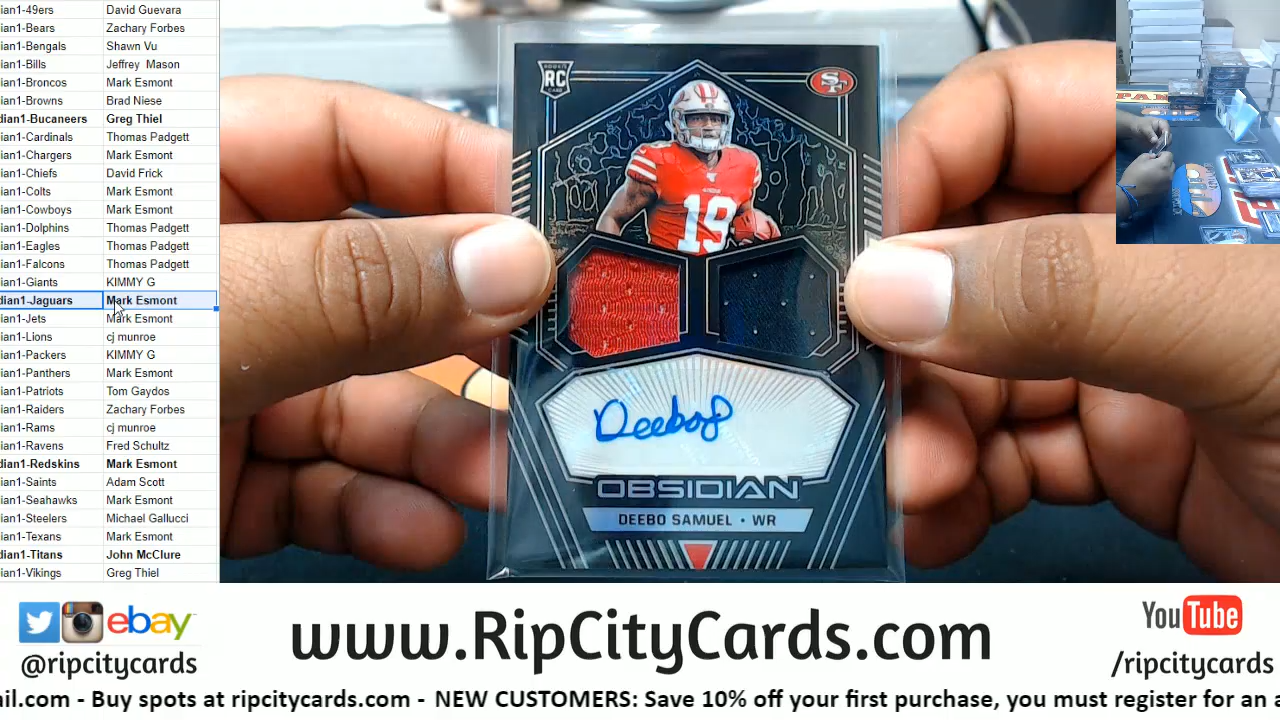 dian1-49ers David Guevara
dian1-Bears Zachary Forbes
ian1-Bengals Shawn Vu
ian1-Bills Jeffrey Mason
ian1-Broncos Mark Esmont
ian1-Browns Brad Niese
dian1-Bucaneers Greg Thiel
ian1-Cardinals Thomas Padgett
ian1-Chargers Mark Esmont
ian1-Chiefs David Frick
ian1-Colts Mark Esmont
ian1-Cowboys Mark Esmont
ian1-Dolphins Thomas Padgett
ian1-Eagles Thomas Padgett
ian1-Falcons Thomas Padgett
ian1-Giants KIMMY G
dian1-Jaguars Mark Esmont
ian1-Jets Mark Esmont
ian1-Lions cj munroe
ian1-Packers KIMMY G
ian1-Panthers Mark Esmont
ian1-Patriots Tom Gaydos
ian1-Raiders Zachary Forbes
ian1-Rams cj munroe
ian1-Ravens Fred Schultz
dian1-Redskins Mark Esmont
ian1-Saints Adam Scott
ian1-Seahawks Mark Esmont
ian1-Steelers Michael Gallucci
ian1-Texans Mark Esmont
dian1-Titans John McClure
ian1-Vikings Greg Thiel
RC
SF
19
Deebo
OBSIDIAN
DEEBO SAMUEL • WR
PANINI
ebay
@ripcitycards
www.RipCityCards.com
YouTube
/ripcitycards
ail.com - Buy spots at ripcitycards.com - NEW CUSTOMERS: Save 10% off your first purchase, you must register for an a